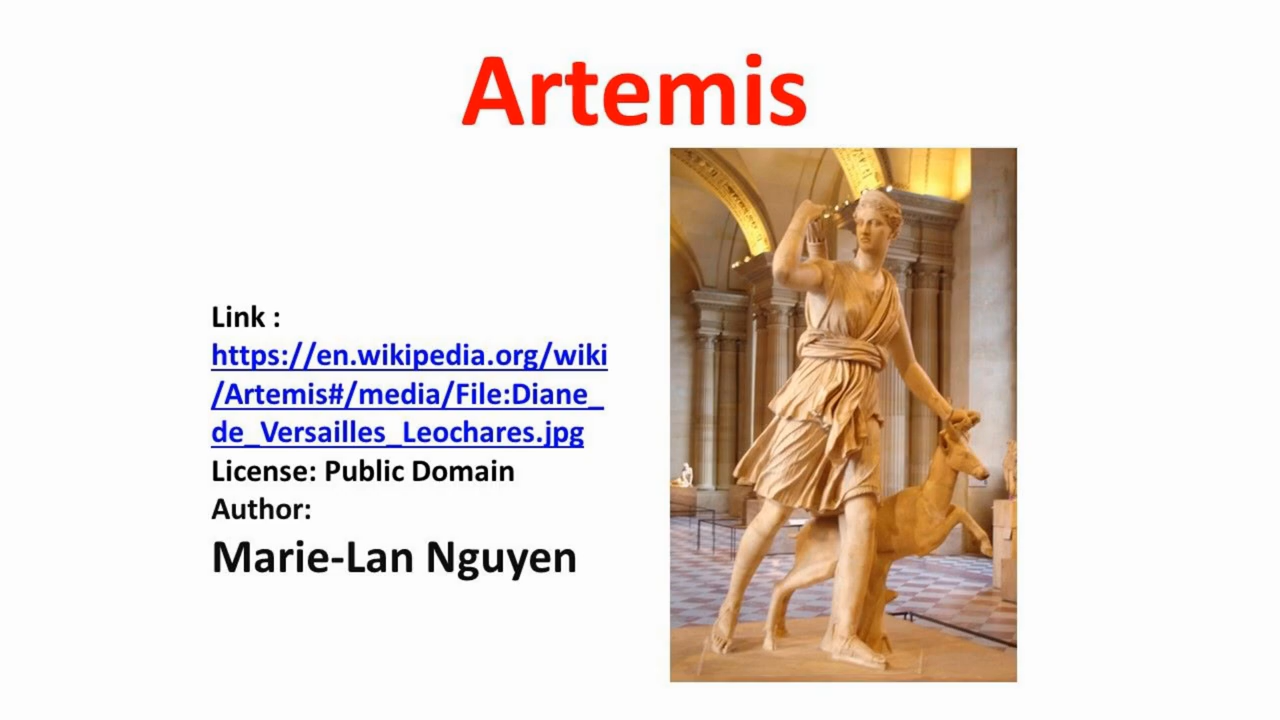 Artemis
Link :
https://en.wikipedia.org/wiki
/Artemis#/media/File:Diane_
de_Versailles_Leochares.jpg
License: Public Domain
Author:
Marie-Lan Nguyen